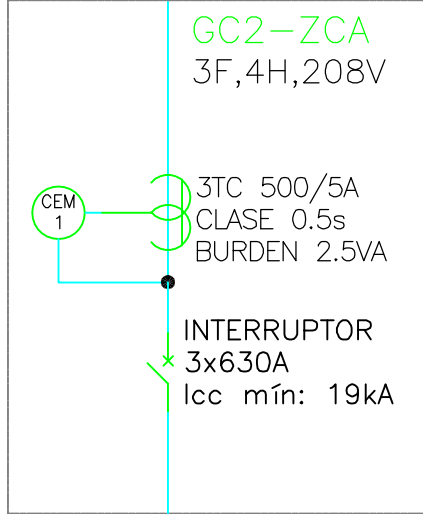 GC2-ZCA
3F,4H,208V
3TC 500/5A
CLASE 0.5s
BURDEN 2.5VA
CEM
1
INTERRUPTOR
3x630A
Icc mín: 19kA